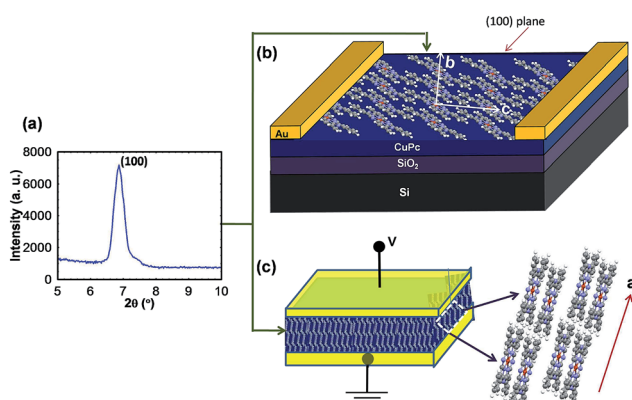 (a)
(100)
8000
6000
4000
2000
0
5 6 7 8 9 10
Intensity (a. u.)
2θ (°)
(b)
(100) plane
b
c
Au
CuPc
SiO2
Si
(c)
V
a